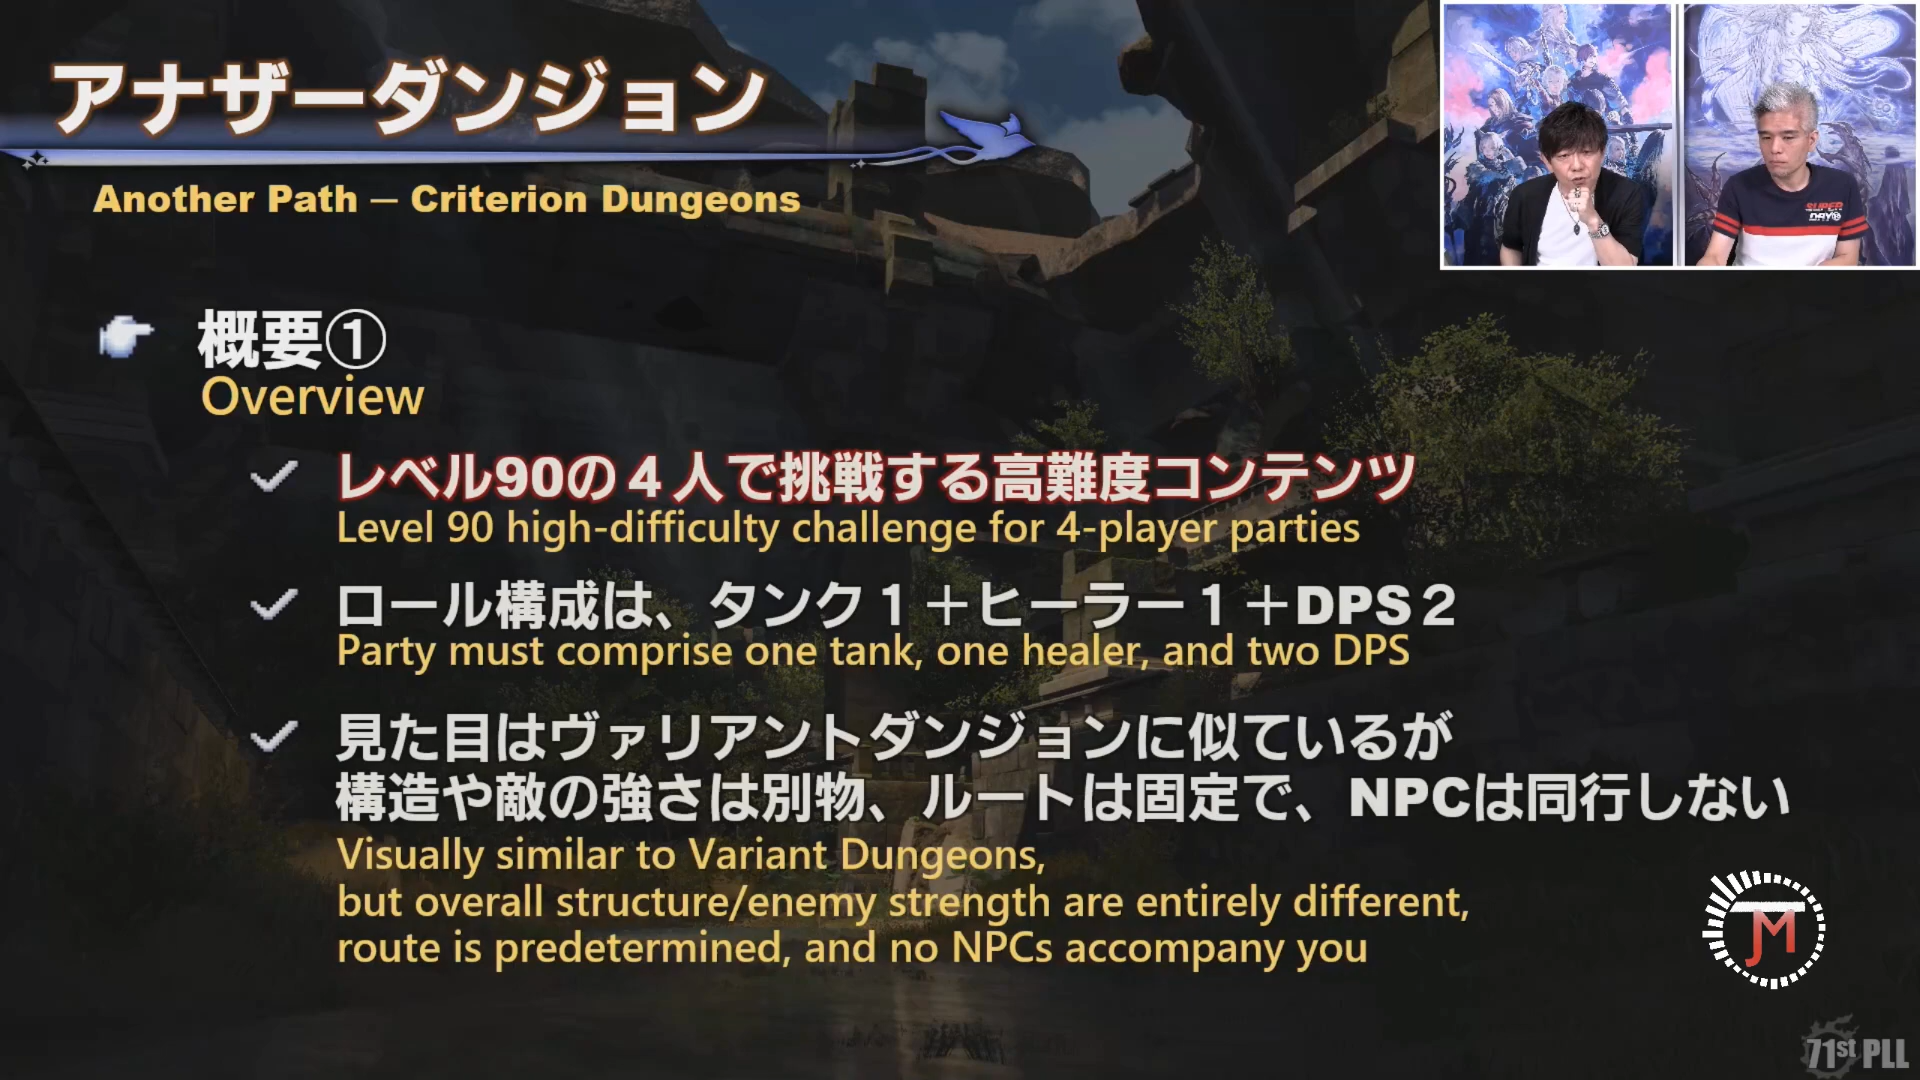 アナザーダンジョン
Another Path — Criterion Dungeons
概要①
Overview
レベル90の４人で挑戦する高難度コンテンツ
Level 90 high-difficulty challenge for 4-player parties
ロール構成は、タンク１＋ヒーラー１＋DPS２
Party must comprise one tank, one healer, and two DPS
見た目はヴァリアントダンジョンに似ているが
構造や敵の強さは別物、ルートは固定で、NPCは同行しない
Visually similar to Variant Dungeons,
but overall structure/enemy strength are entirely different,
route is predetermined, and no NPCs accompany you
SUPER
DRY
JM
71st PLL